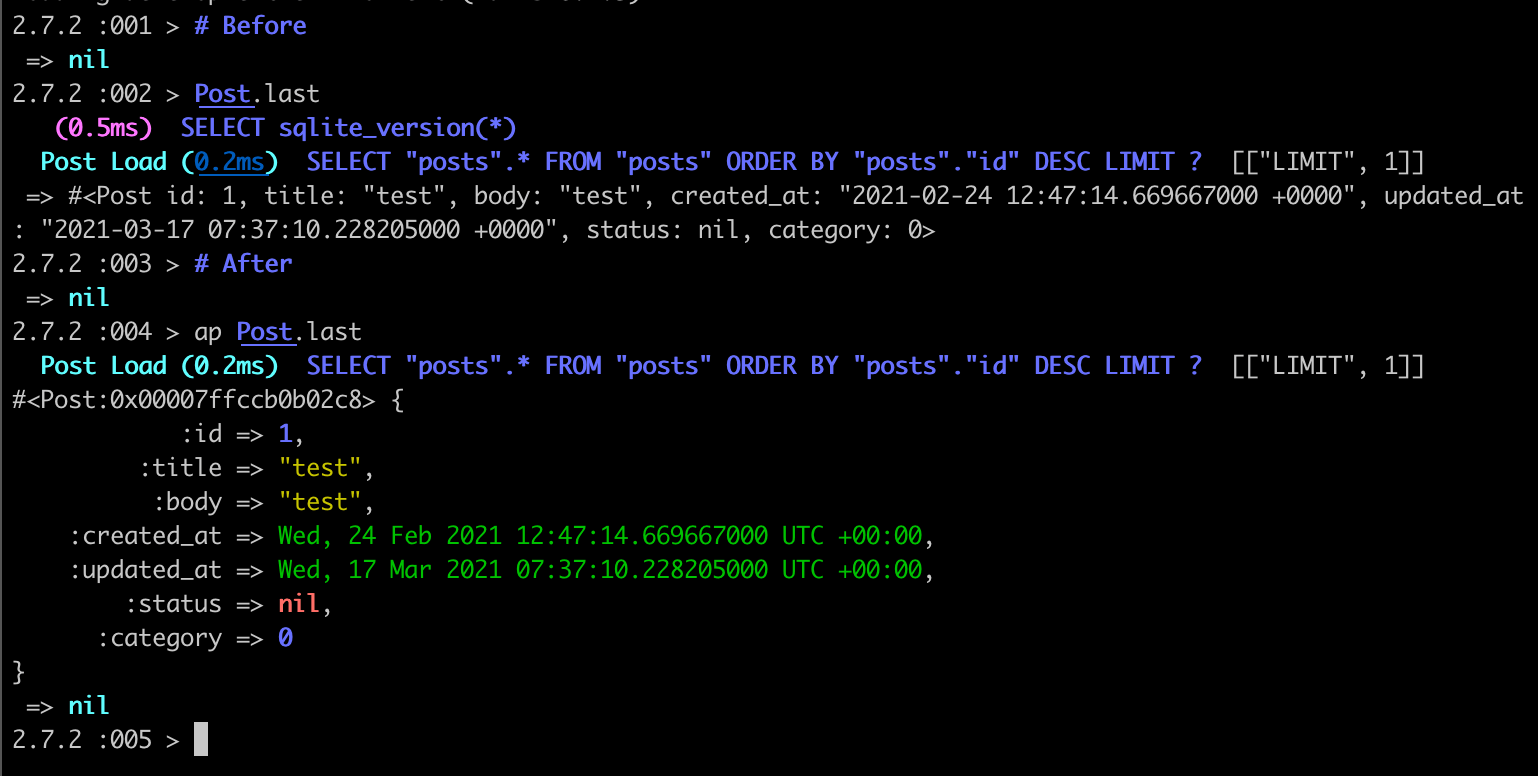 2.7.2 :001 > # Before
 => nil
2.7.2 :002 > Post.last
   (0.5ms)  SELECT sqlite_version(*)
  Post Load (0.2ms)  SELECT "posts".* FROM "posts" ORDER BY "posts"."id" DESC LIMIT ?  [["LIMIT", 1]]
 => #<Post id: 1, title: "test", body: "test", created_at: "2021-02-24 12:47:14.669667000 +0000", updated_at
: "2021-03-17 07:37:10.228205000 +0000", status: nil, category: 0>
2.7.2 :003 > # After
 => nil
2.7.2 :004 > ap Post.last
  Post Load (0.2ms)  SELECT "posts".* FROM "posts" ORDER BY "posts"."id" DESC LIMIT ?  [["LIMIT", 1]]
#<Post:0x00007ffccb0b02c8> {
            :id => 1,
         :title => "test",
          :body => "test",
    :created_at => Wed, 24 Feb 2021 12:47:14.669667000 UTC +00:00,
    :updated_at => Wed, 17 Mar 2021 07:37:10.228205000 UTC +00:00,
        :status => nil,
      :category => 0
}
 => nil
2.7.2 :005 >